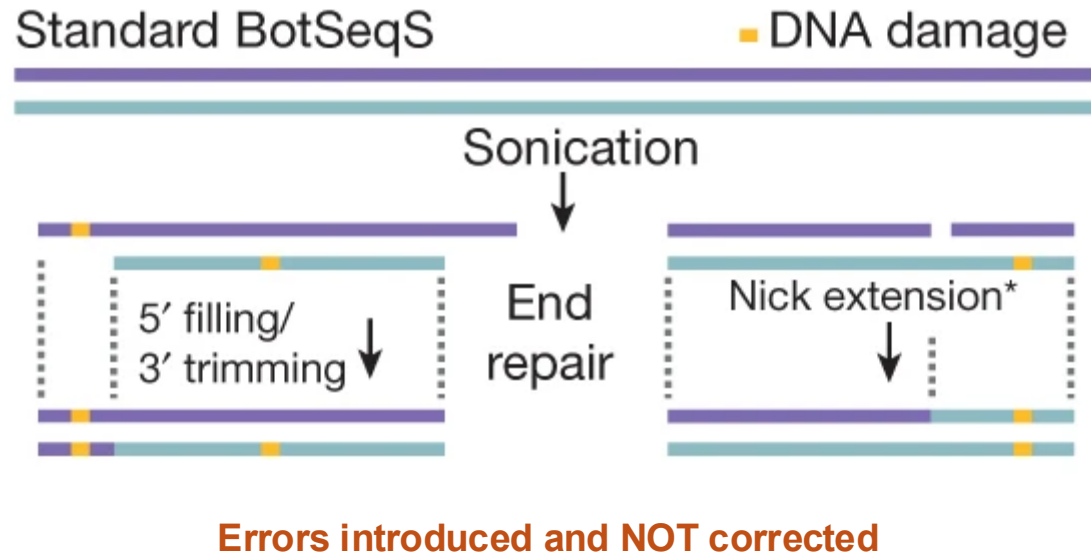 Standard BotSeqS
DNA damage
Sonication
5′ filling/
3′ trimming
End
repair
Nick extension*
Errors introduced and NOT corrected